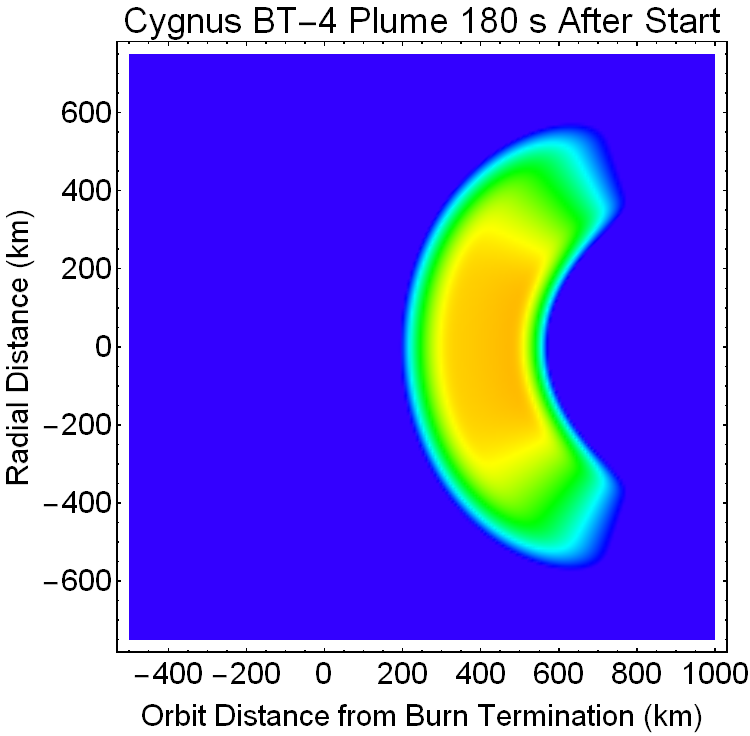 Cygnus BT−4 Plume 180 s After Start
600
400
200
0
−200
−400
−600
Radial Distance (km)
−400 −200 0 200 400 600 800 1000
Orbit Distance from Burn Termination (km)